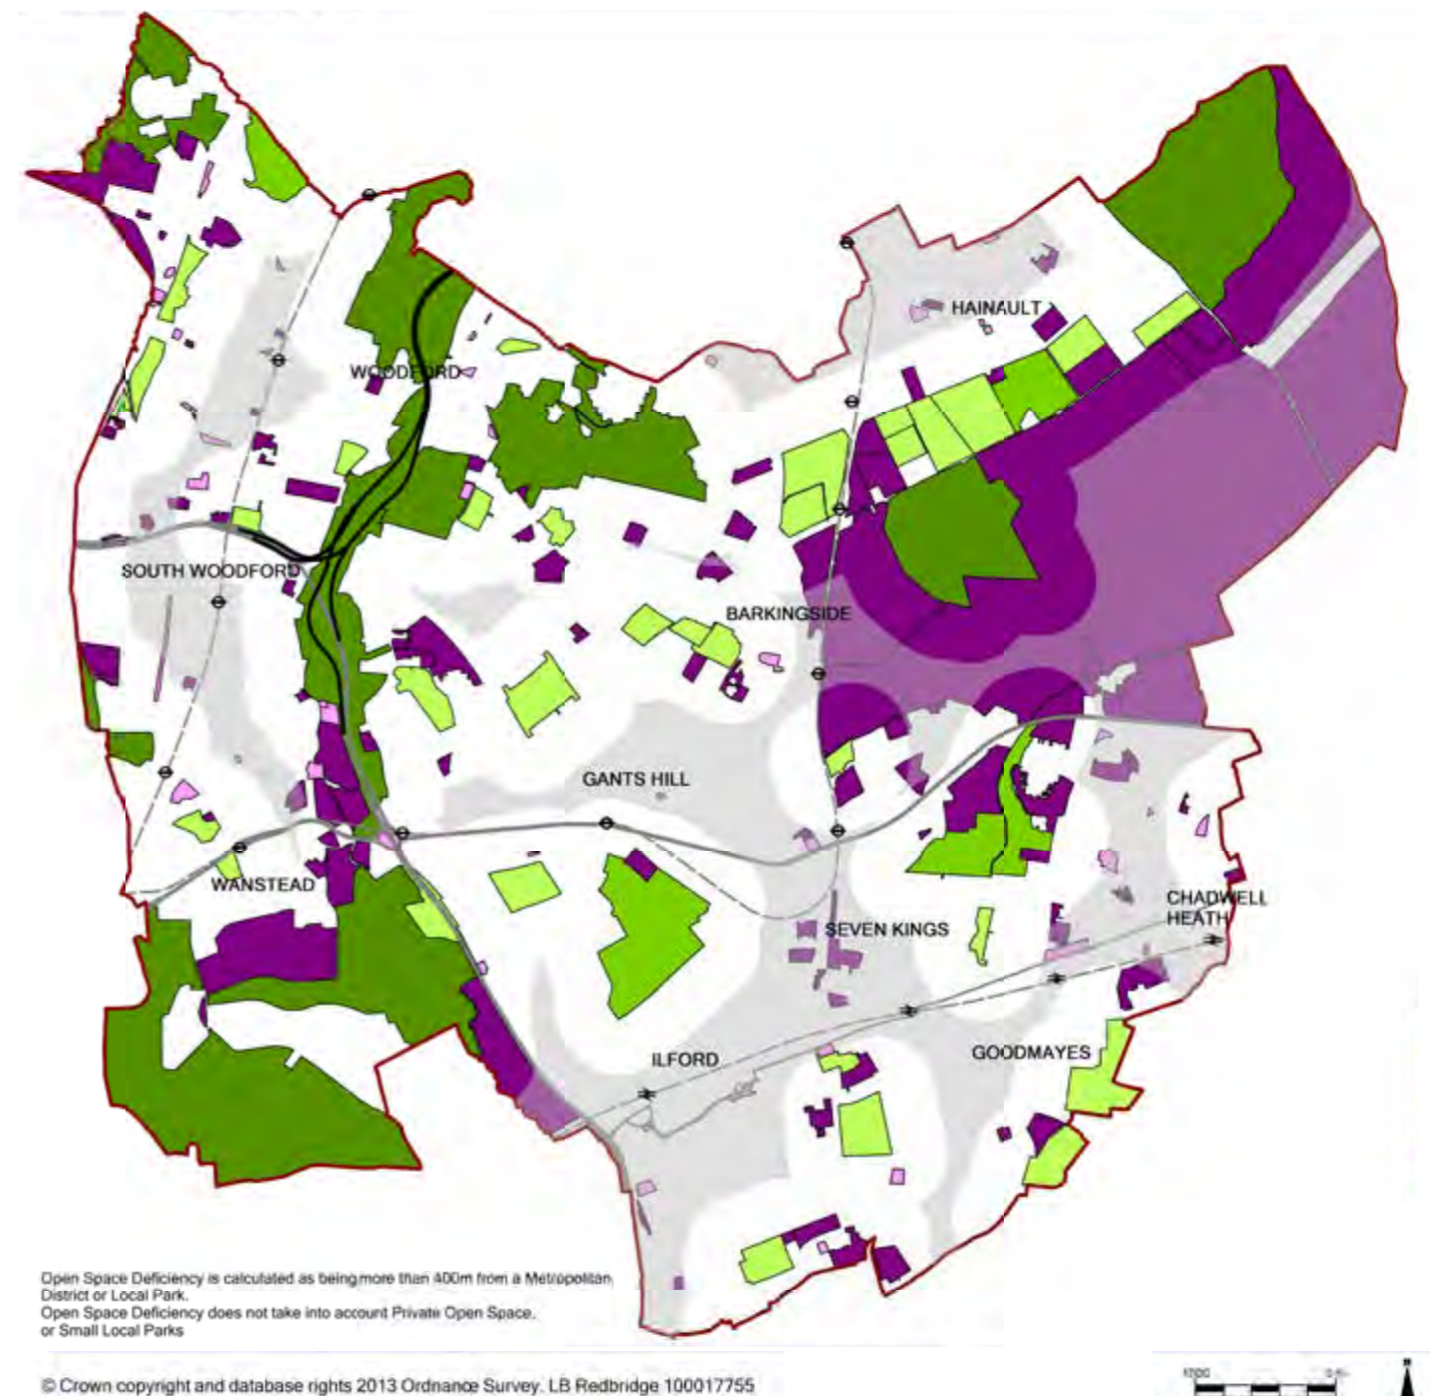 HAINAULT
WOODFORD
SOUTH WOODFORD
BARKINGSIDE
GANTS HILL
WANSTEAD
CHADWELL
HEATH
SEVEN KINGS
ILFORD
GOODMAYES
Open Space Deficiency is calculated as being more than 400m from a Metropolitan,
District or Local Park.
Open Space Deficiency does not take into account Private Open Space,
or Small Local Parks
© Crown copyright and database rights 2013 Ordnance Survey. LB Redbridge 100017755